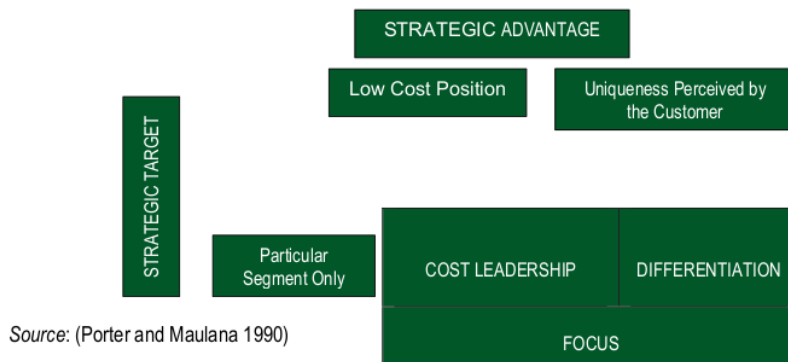 STRATEGIC ADVANTAGE
Low Cost Position
Uniqueness Perceived by
the Customer
STRATEGIC TARGET
Particular
Segment Only
COST LEADERSHIP
DIFFERENTIATION
Source: (Porter and Maulana 1990)
FOCUS